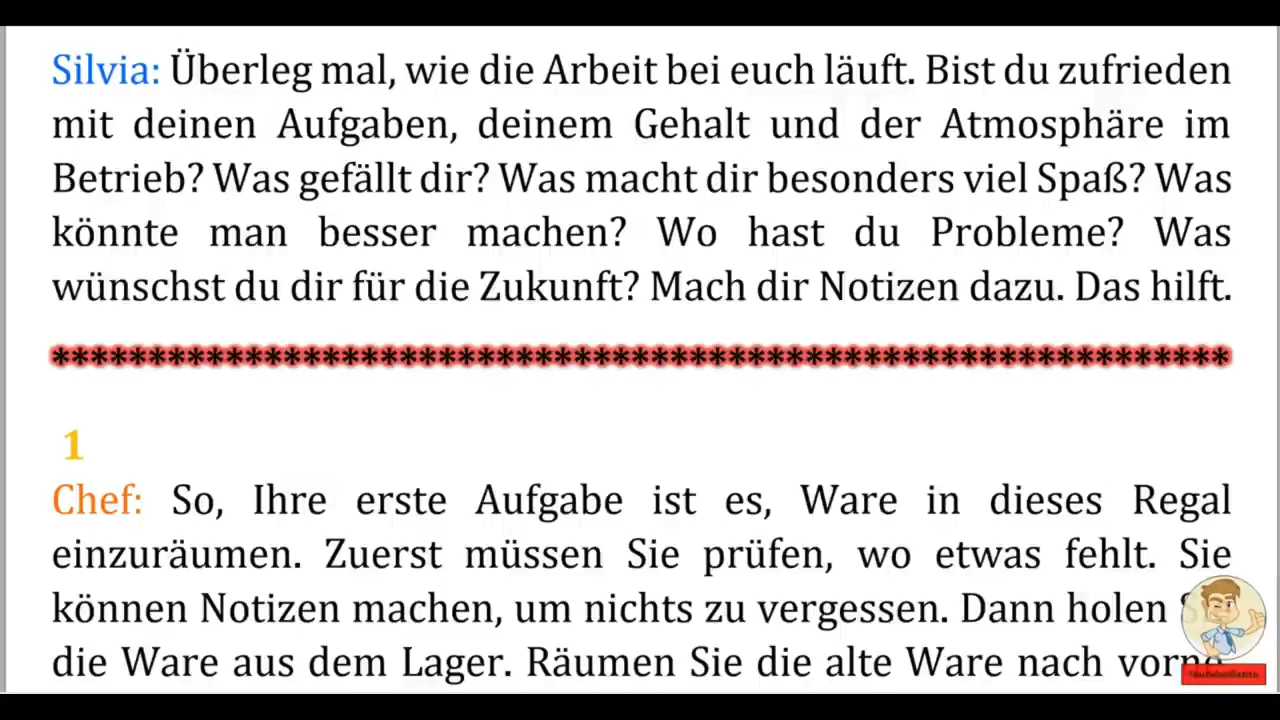 Silvia: Überleg mal, wie die Arbeit bei euch läuft. Bist du zufrieden
mit deinen Aufgaben, deinem Gehalt und der Atmosphäre im
Betrieb? Was gefällt dir? Was macht dir besonders viel Spaß? Was
könnte man besser machen? Wo hast du Probleme? Was
wünschst du dir für die Zukunft? Mach dir Notizen dazu. Das hilft.
*************************************************************
1
Chef: So, Ihre erste Aufgabe ist es, Ware in dieses Regal
einzuräumen. Zuerst müssen Sie prüfen, wo etwas fehlt. Sie
können Notizen machen, um nichts zu vergessen. Dann holen
die Ware aus dem Lager. Räumen Sie die alte Ware nach vorne